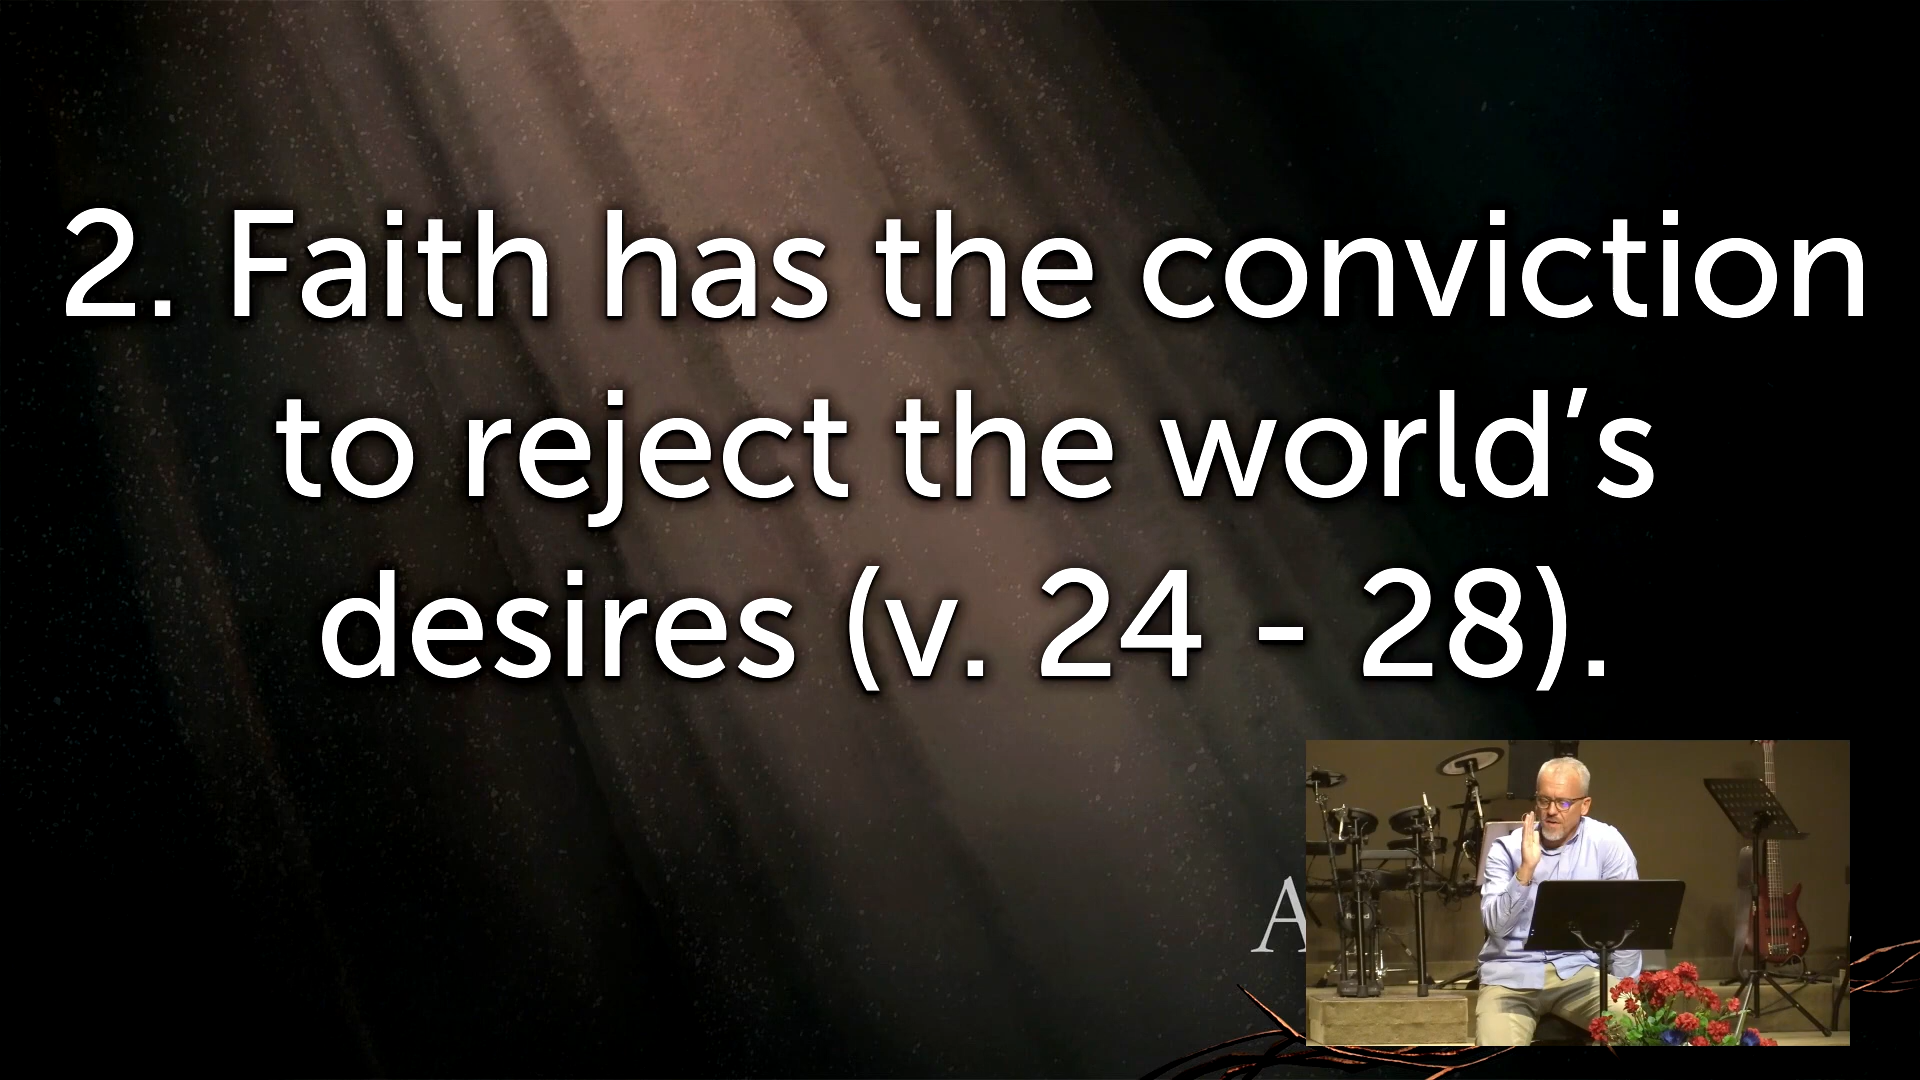 2. Faith has the conviction
to reject the world’s
desires (v. 24 - 28).
A